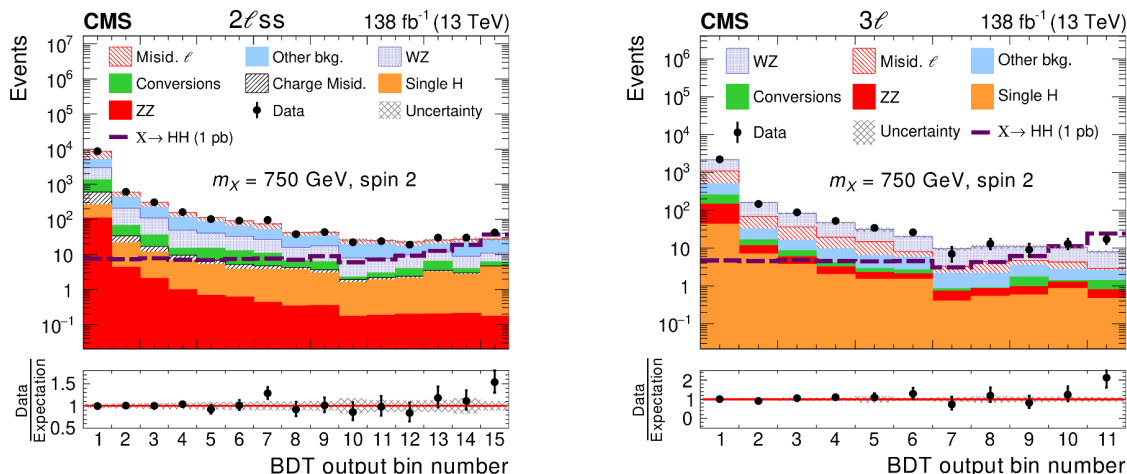 CMS 2ℓss 138 fb⁻¹ (13 TeV)
Events
10⁷
10⁶
10⁵
10⁴
10³
10²
10
1
10⁻¹
Misid. ℓ Other bkg. WZ
Conversions Charge Misid. Single H
ZZ Data Uncertainty
X→HH (1 pb)
m_X = 750 GeV, spin 2
Data
Expectation
1.5
1
0.5
1 2 3 4 5 6 7 8 9 10 11 12 13 14 15
BDT output bin number
CMS 3ℓ 138 fb⁻¹ (13 TeV)
Events
10⁶
10⁵
10⁴
10³
10²
10
1
10⁻¹
WZ Misid. ℓ Other bkg.
Conversions ZZ Single H
Data Uncertainty X→HH (1 pb)
m_X = 750 GeV, spin 2
Data
Expectation
2
1
0
1 2 3 4 5 6 7 8 9 10 11
BDT output bin number